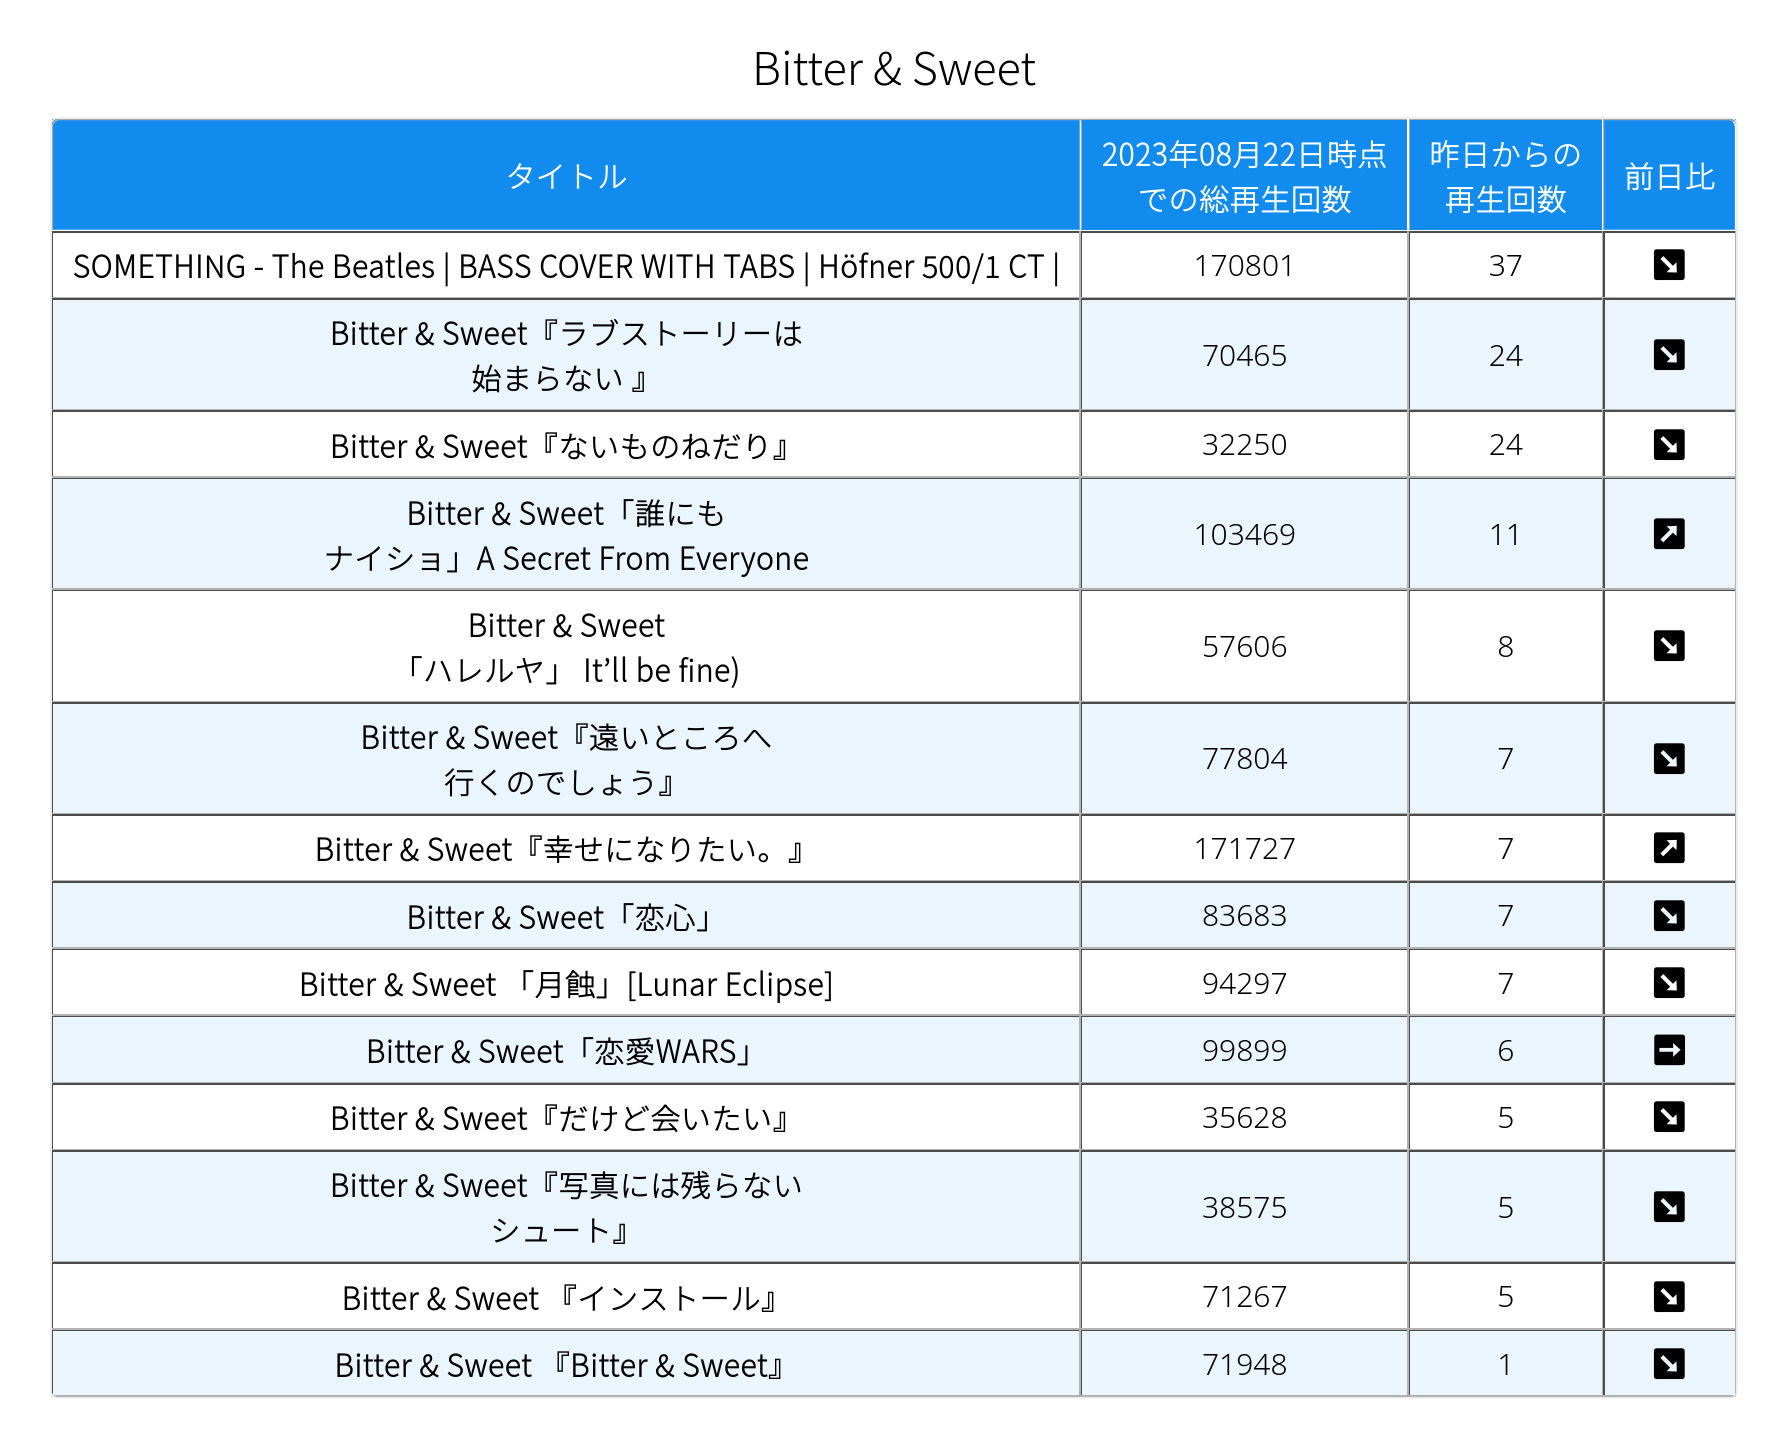 Bitter & Sweet
タイトル
2023年08月22日時点
での総再生回数
昨日からの
再生回数
前日比
SOMETHING - The Beatles | BASS COVER WITH TABS | Höfner 500/1 CT |
170801
37
↘
Bitter & Sweet『ラブストーリーは
始まらない 』
70465
24
↘
Bitter & Sweet『ないものねだり』
32250
24
↘
Bitter & Sweet「誰にも
ナイショ」A Secret From Everyone
103469
11
↗
Bitter & Sweet
「ハレルヤ」 It’ll be fine)
57606
8
↘
Bitter & Sweet『遠いところへ
行くのでしょう』
77804
7
↘
Bitter & Sweet『幸せになりたい。』
171727
7
↗
Bitter & Sweet「恋心」
83683
7
↘
Bitter & Sweet 「月蝕」[Lunar Eclipse]
94297
7
↘
Bitter & Sweet「恋愛WARS」
99899
6
→
Bitter & Sweet『だけど会いたい』
35628
5
↘
Bitter & Sweet『写真には残らない
シュート』
38575
5
↘
Bitter & Sweet 『インストール』
71267
5
↘
Bitter & Sweet 『Bitter & Sweet』
71948
1
↘